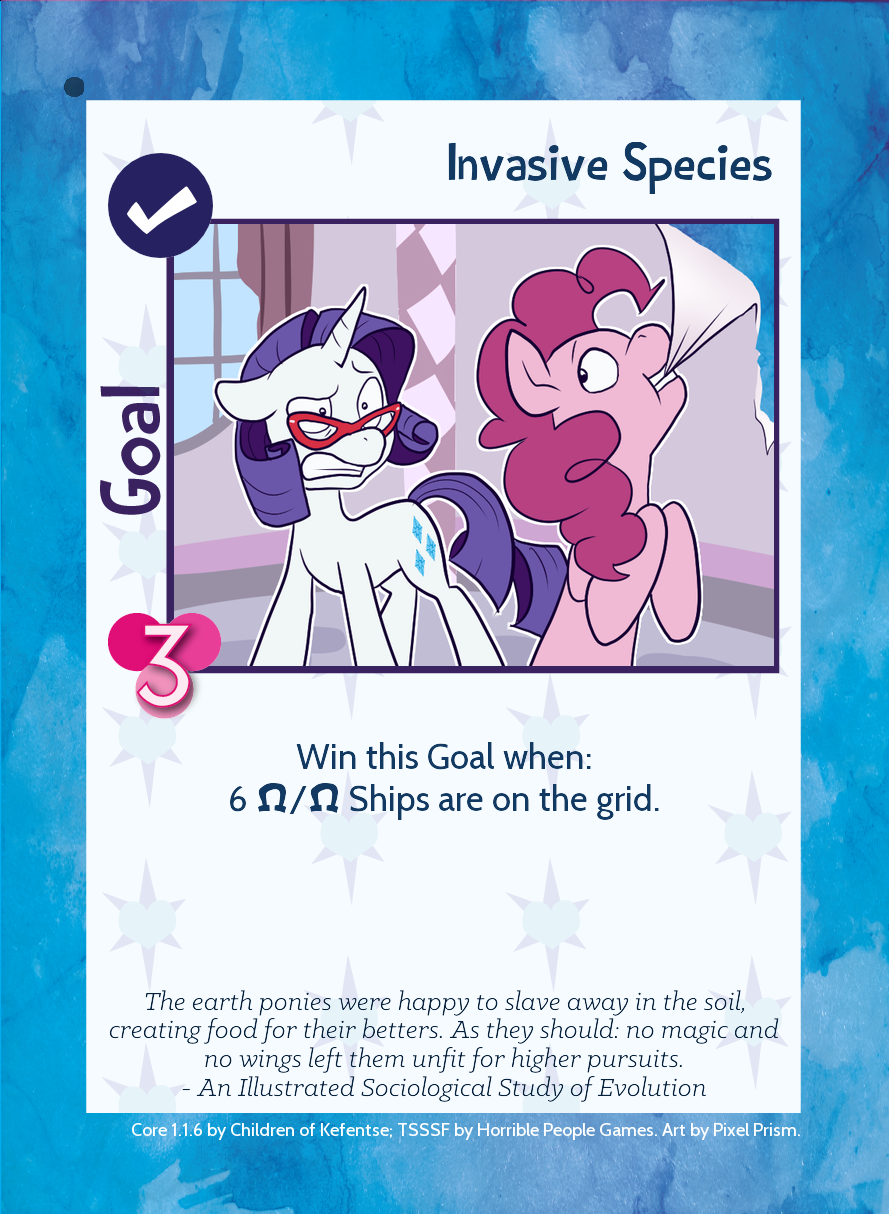 Invasive Species
Goal
3
Win this Goal when:
6 Ω/Ω Ships are on the grid.
The earth ponies were happy to slave away in the soil,
creating food for their betters. As they should: no magic and
no wings left them unfit for higher pursuits.
- An Illustrated Sociological Study of Evolution
Core 1.1.6 by Children of Kefentse; TSSSF by Horrible People Games. Art by Pixel Prism.